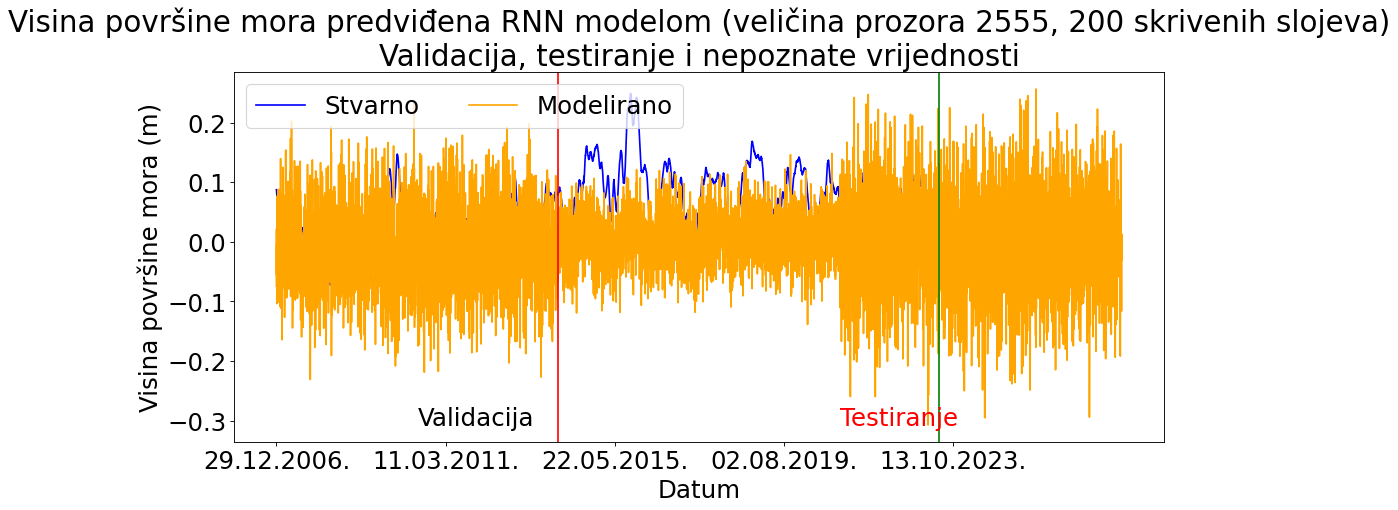 Visina površine mora predviđena RNN modelom (veličina prozora 2555, 200 skrivenih slojeva)
Validacija, testiranje i nepoznate vrijednosti
Stvarno
Modelirano
Visina površine mora (m)
0.2
0.1
0.0
−0.1
−0.2
−0.3
Validacija
Testiranje
29.12.2006.
11.03.2011.
22.05.2015.
02.08.2019.
13.10.2023.
Datum